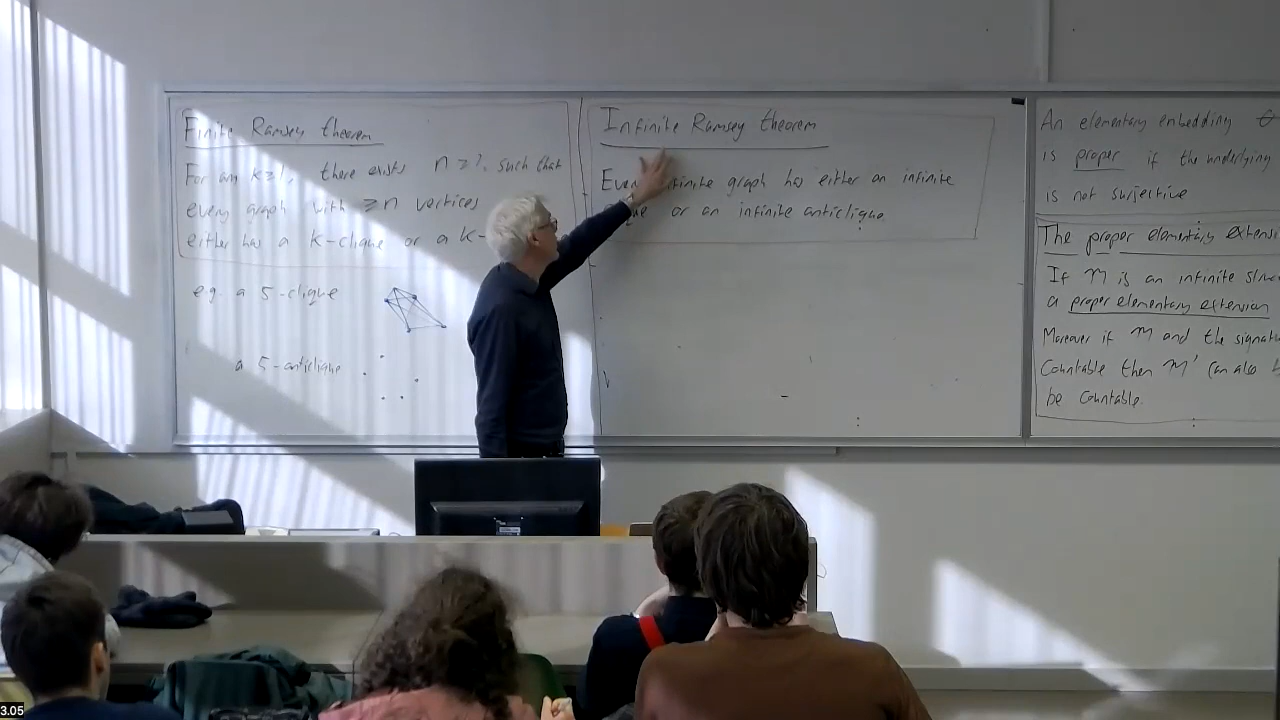 Finite Ramsey theorem
For any k≥1, there exists n≥1, such that
every graph with ≥n vertices
either has a k-clique or a k-
e.g. a 5-clique
a 5-anticlique
Infinite Ramsey theorem
Every infinite graph has either an infinite
or an infinite anticlique.
An elementary embedding
is proper if the underlying
is not surjective
The proper elementary extensi
If M is an infinite struc
a proper elementary extension
Moreover if M and the signatu
Countable then M' can also b
be countable.
3.05